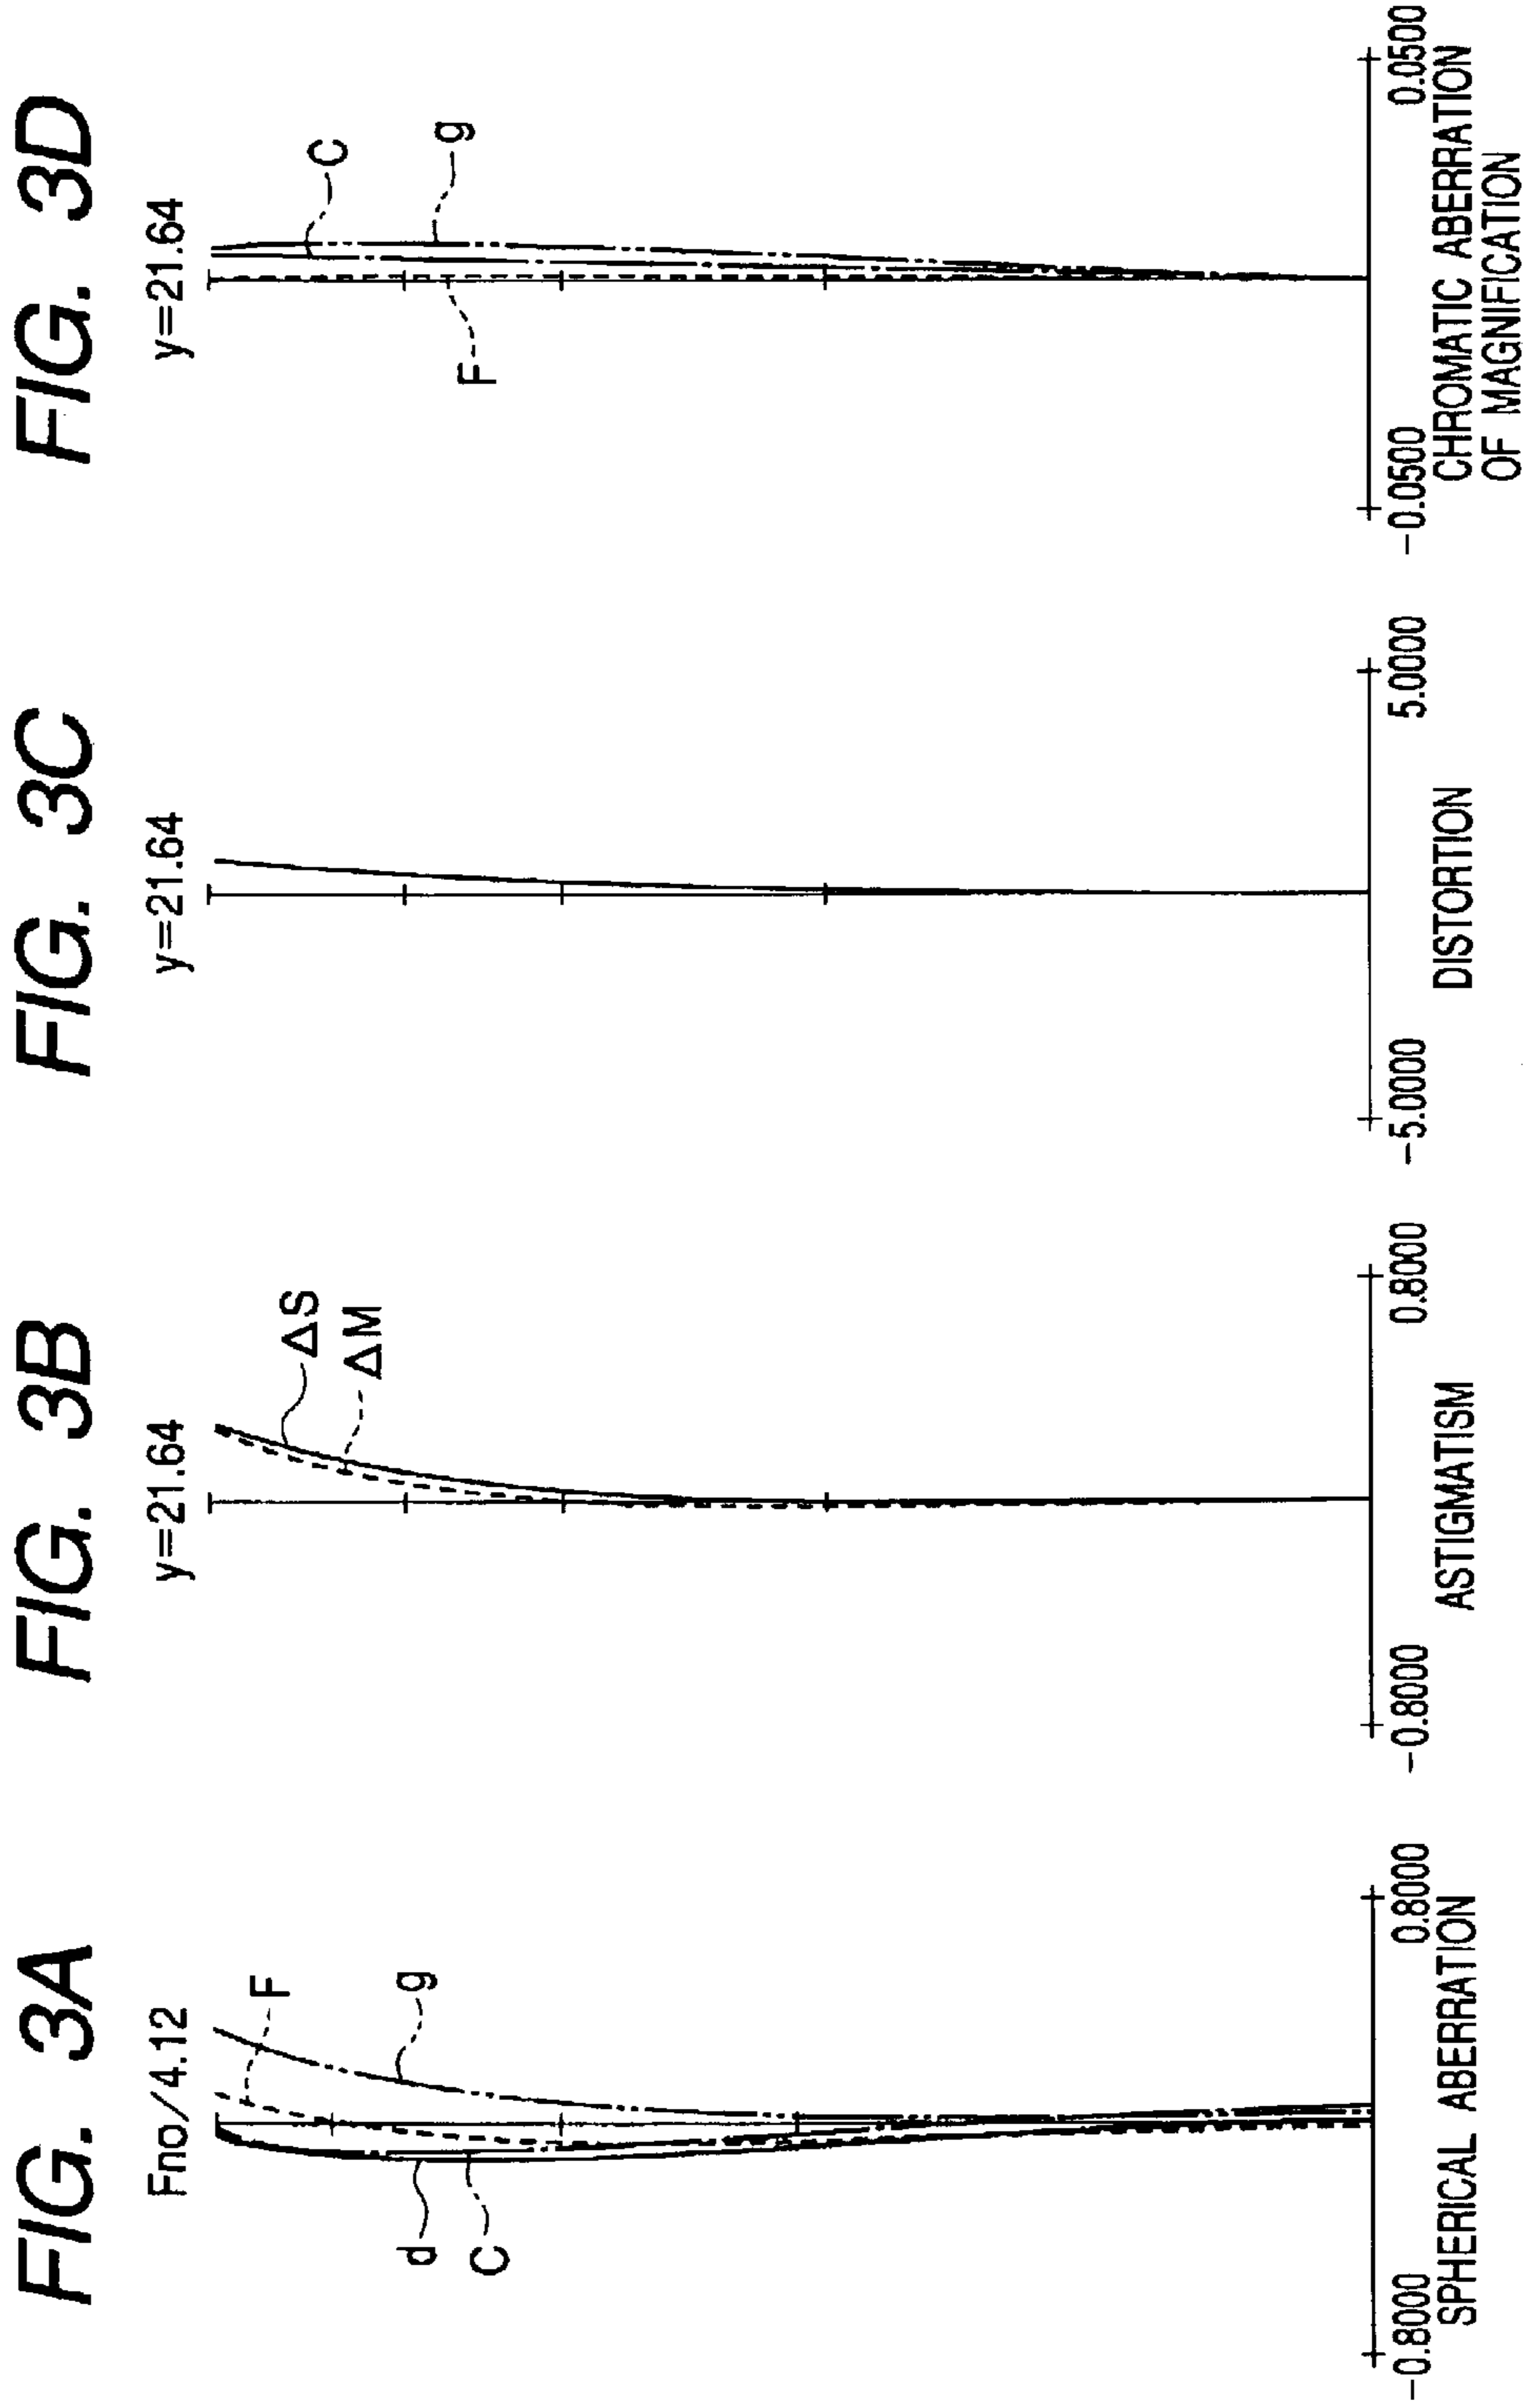 FIG. 3A
Fno/4.12
F
g
d
C
-0.8000
0.8000
SPHERICAL ABERRATION
FIG. 3B
y=21.64
ΔS
ΔM
-0.8000
0.8000
ASTIGMATISM
FIG. 3C
y=21.64
-5.0000
5.0000
DISTORTION
FIG. 3D
y=21.64
C
g
F
-0.0500
0.0500
CHROMATIC ABERRATION
OF MAGNIFICATION